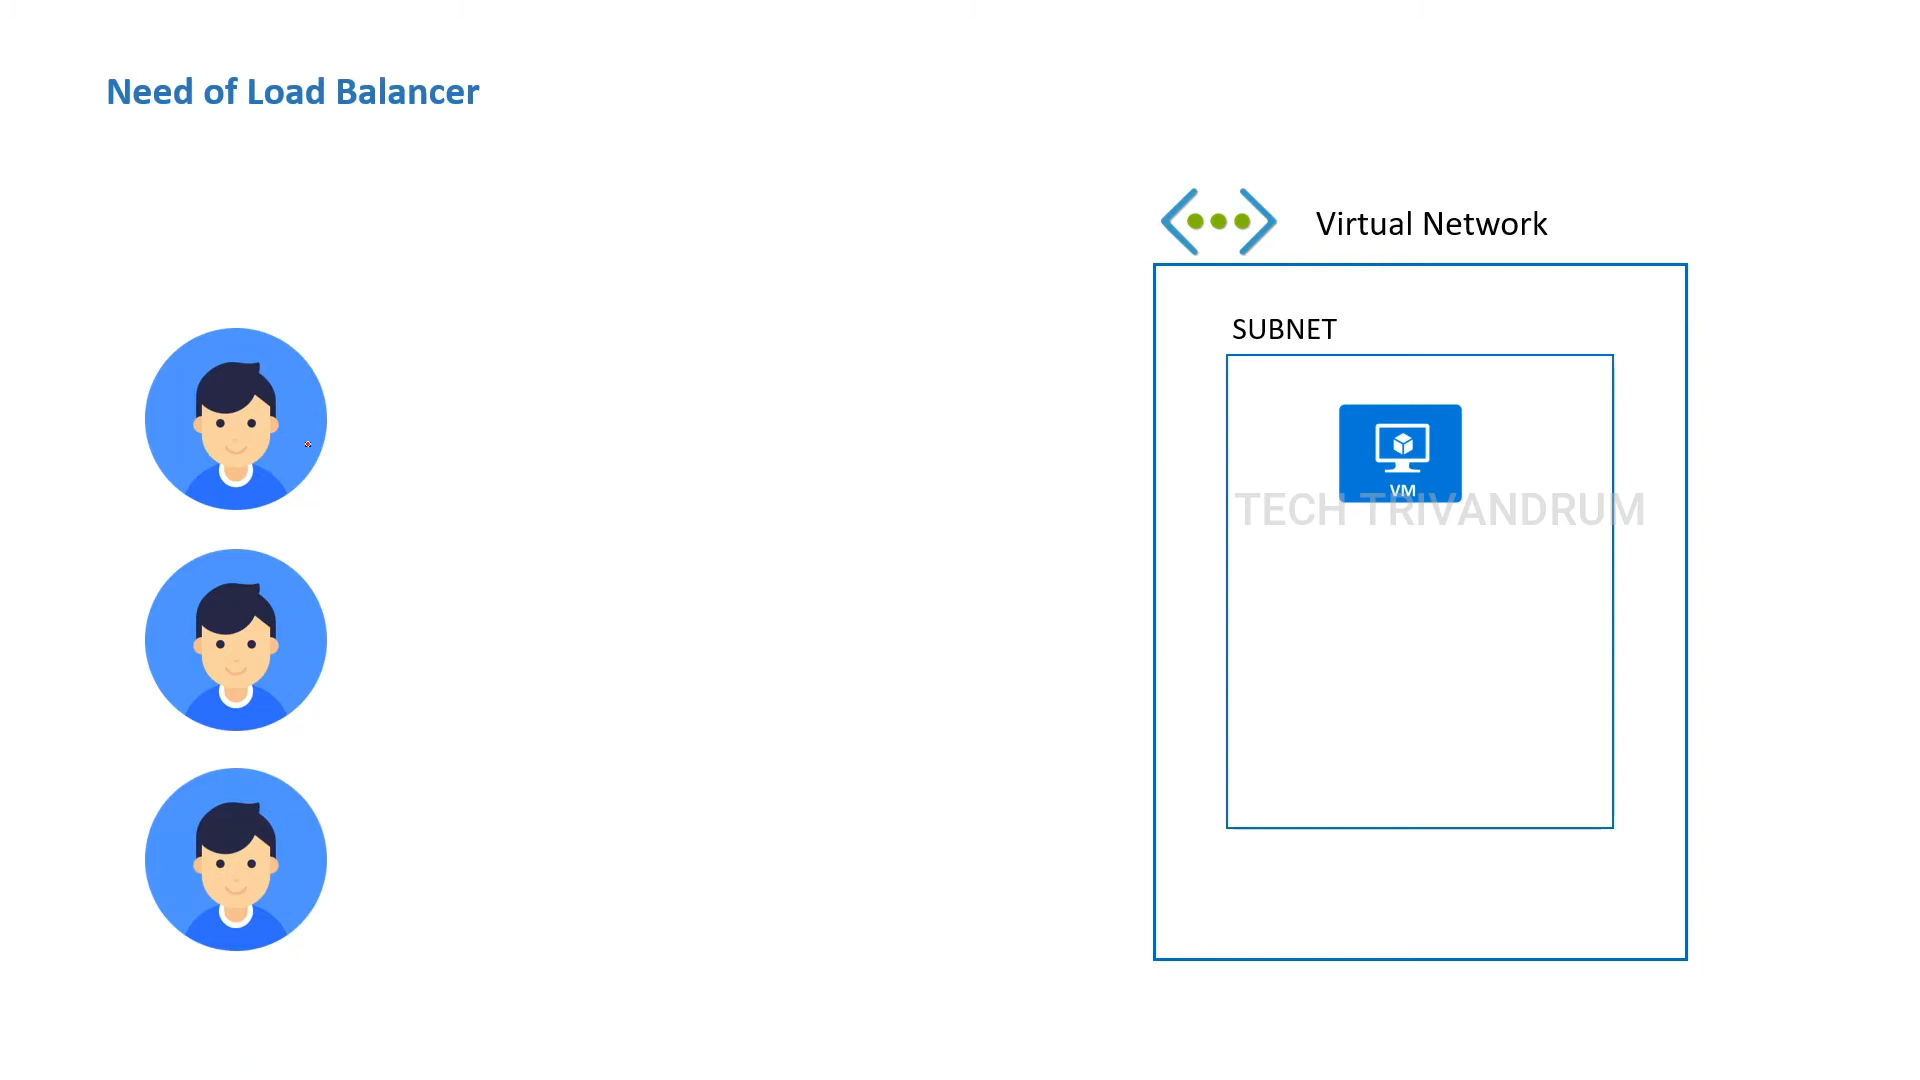 Need of Load Balancer
Virtual Network
SUBNET
VM
TECH TRIVANDRUM